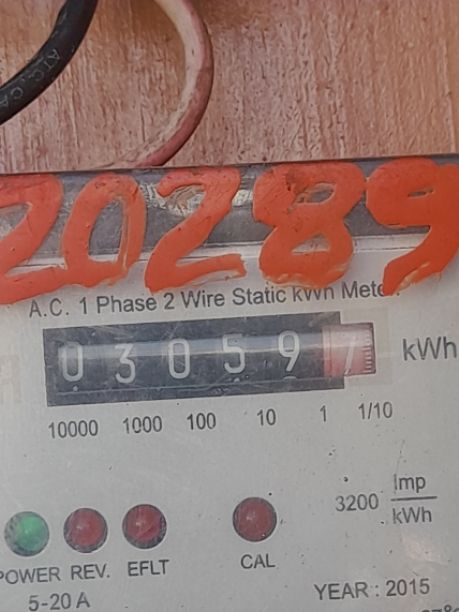 20289
A.C. 1 Phase 2 Wire Static kWh Meter
030597 kWh
10000 1000 100 10 1 1/10
3200 Imp/kWh
POWER REV. EFLT CAL
5-20 A
YEAR : 2015